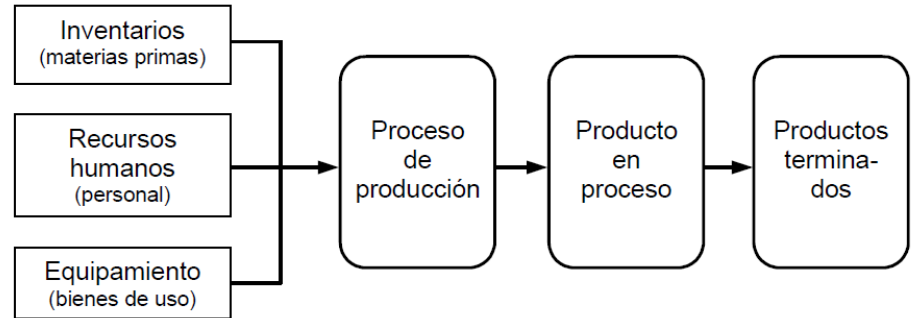 Inventarios
(materias primas)
Recursos
humanos
(personal)
Equipamiento
(bienes de uso)
Proceso
de
producción
Producto
en
proceso
Productos
termina-
dos